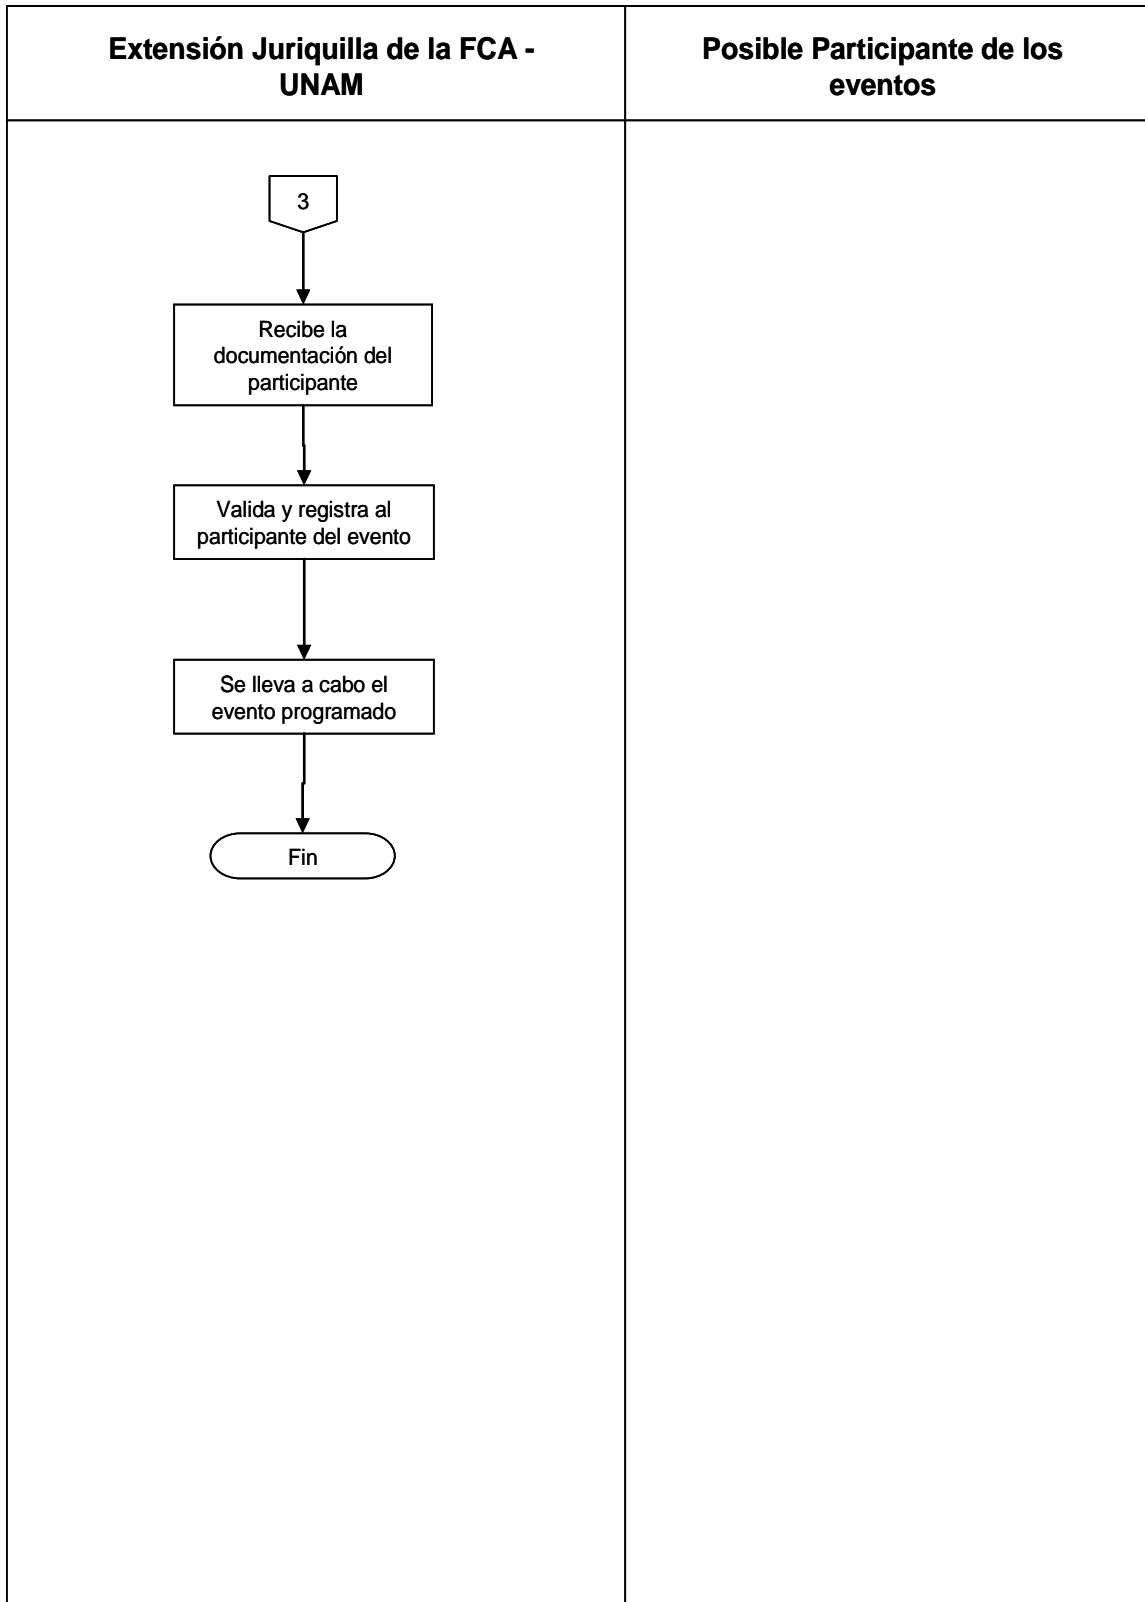 Extensión Juriquilla de la FCA -
UNAM
Posible Participante de los
eventos
3
Recibe la
documentación del
participante
Valida y registra al
participante del evento
Se lleva a cabo el
evento programado
Fin